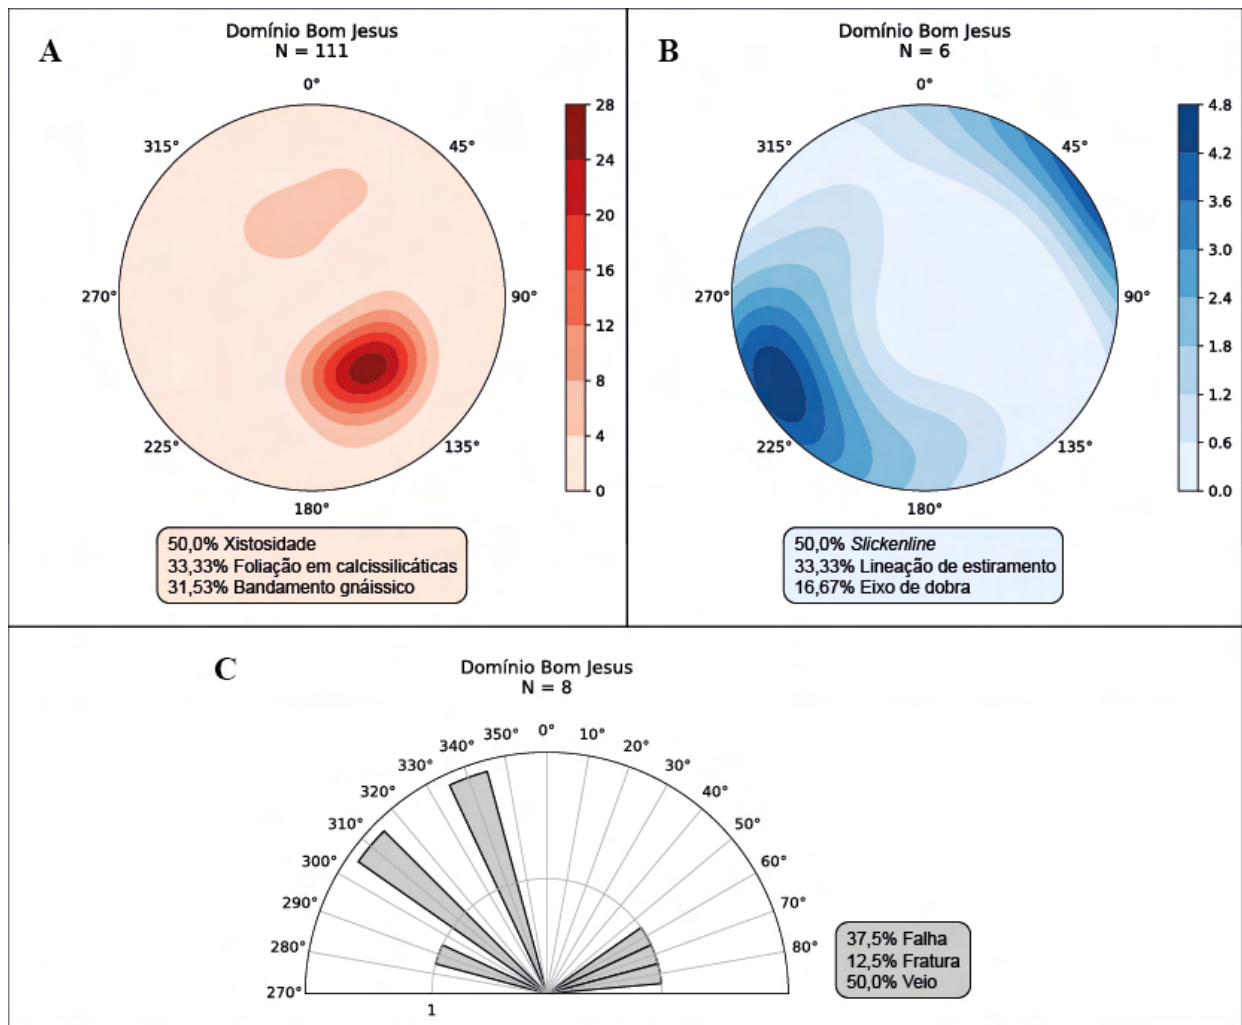 A
Domínio Bom Jesus
N = 111
0°
45°
90°
135°
180°
225°
270°
315°
28
24
20
16
12
8
4
0
50,0% Xistosidade
33,33% Foliação em calcissilicáticas
31,53% Bandamento gnáissico
B
Domínio Bom Jesus
N = 6
0°
45°
90°
135°
180°
225°
270°
315°
4.8
4.2
3.6
3.0
2.4
1.8
1.2
0.6
0.0
50,0% Slickenline
33,33% Lineação de estiramento
16,67% Eixo de dobra
C
Domínio Bom Jesus
N = 8
270°
280°
290°
300°
310°
320°
330°
340°
350°
0°
10°
20°
30°
40°
50°
60°
70°
80°
1
37,5% Falha
12,5% Fratura
50,0% Veio